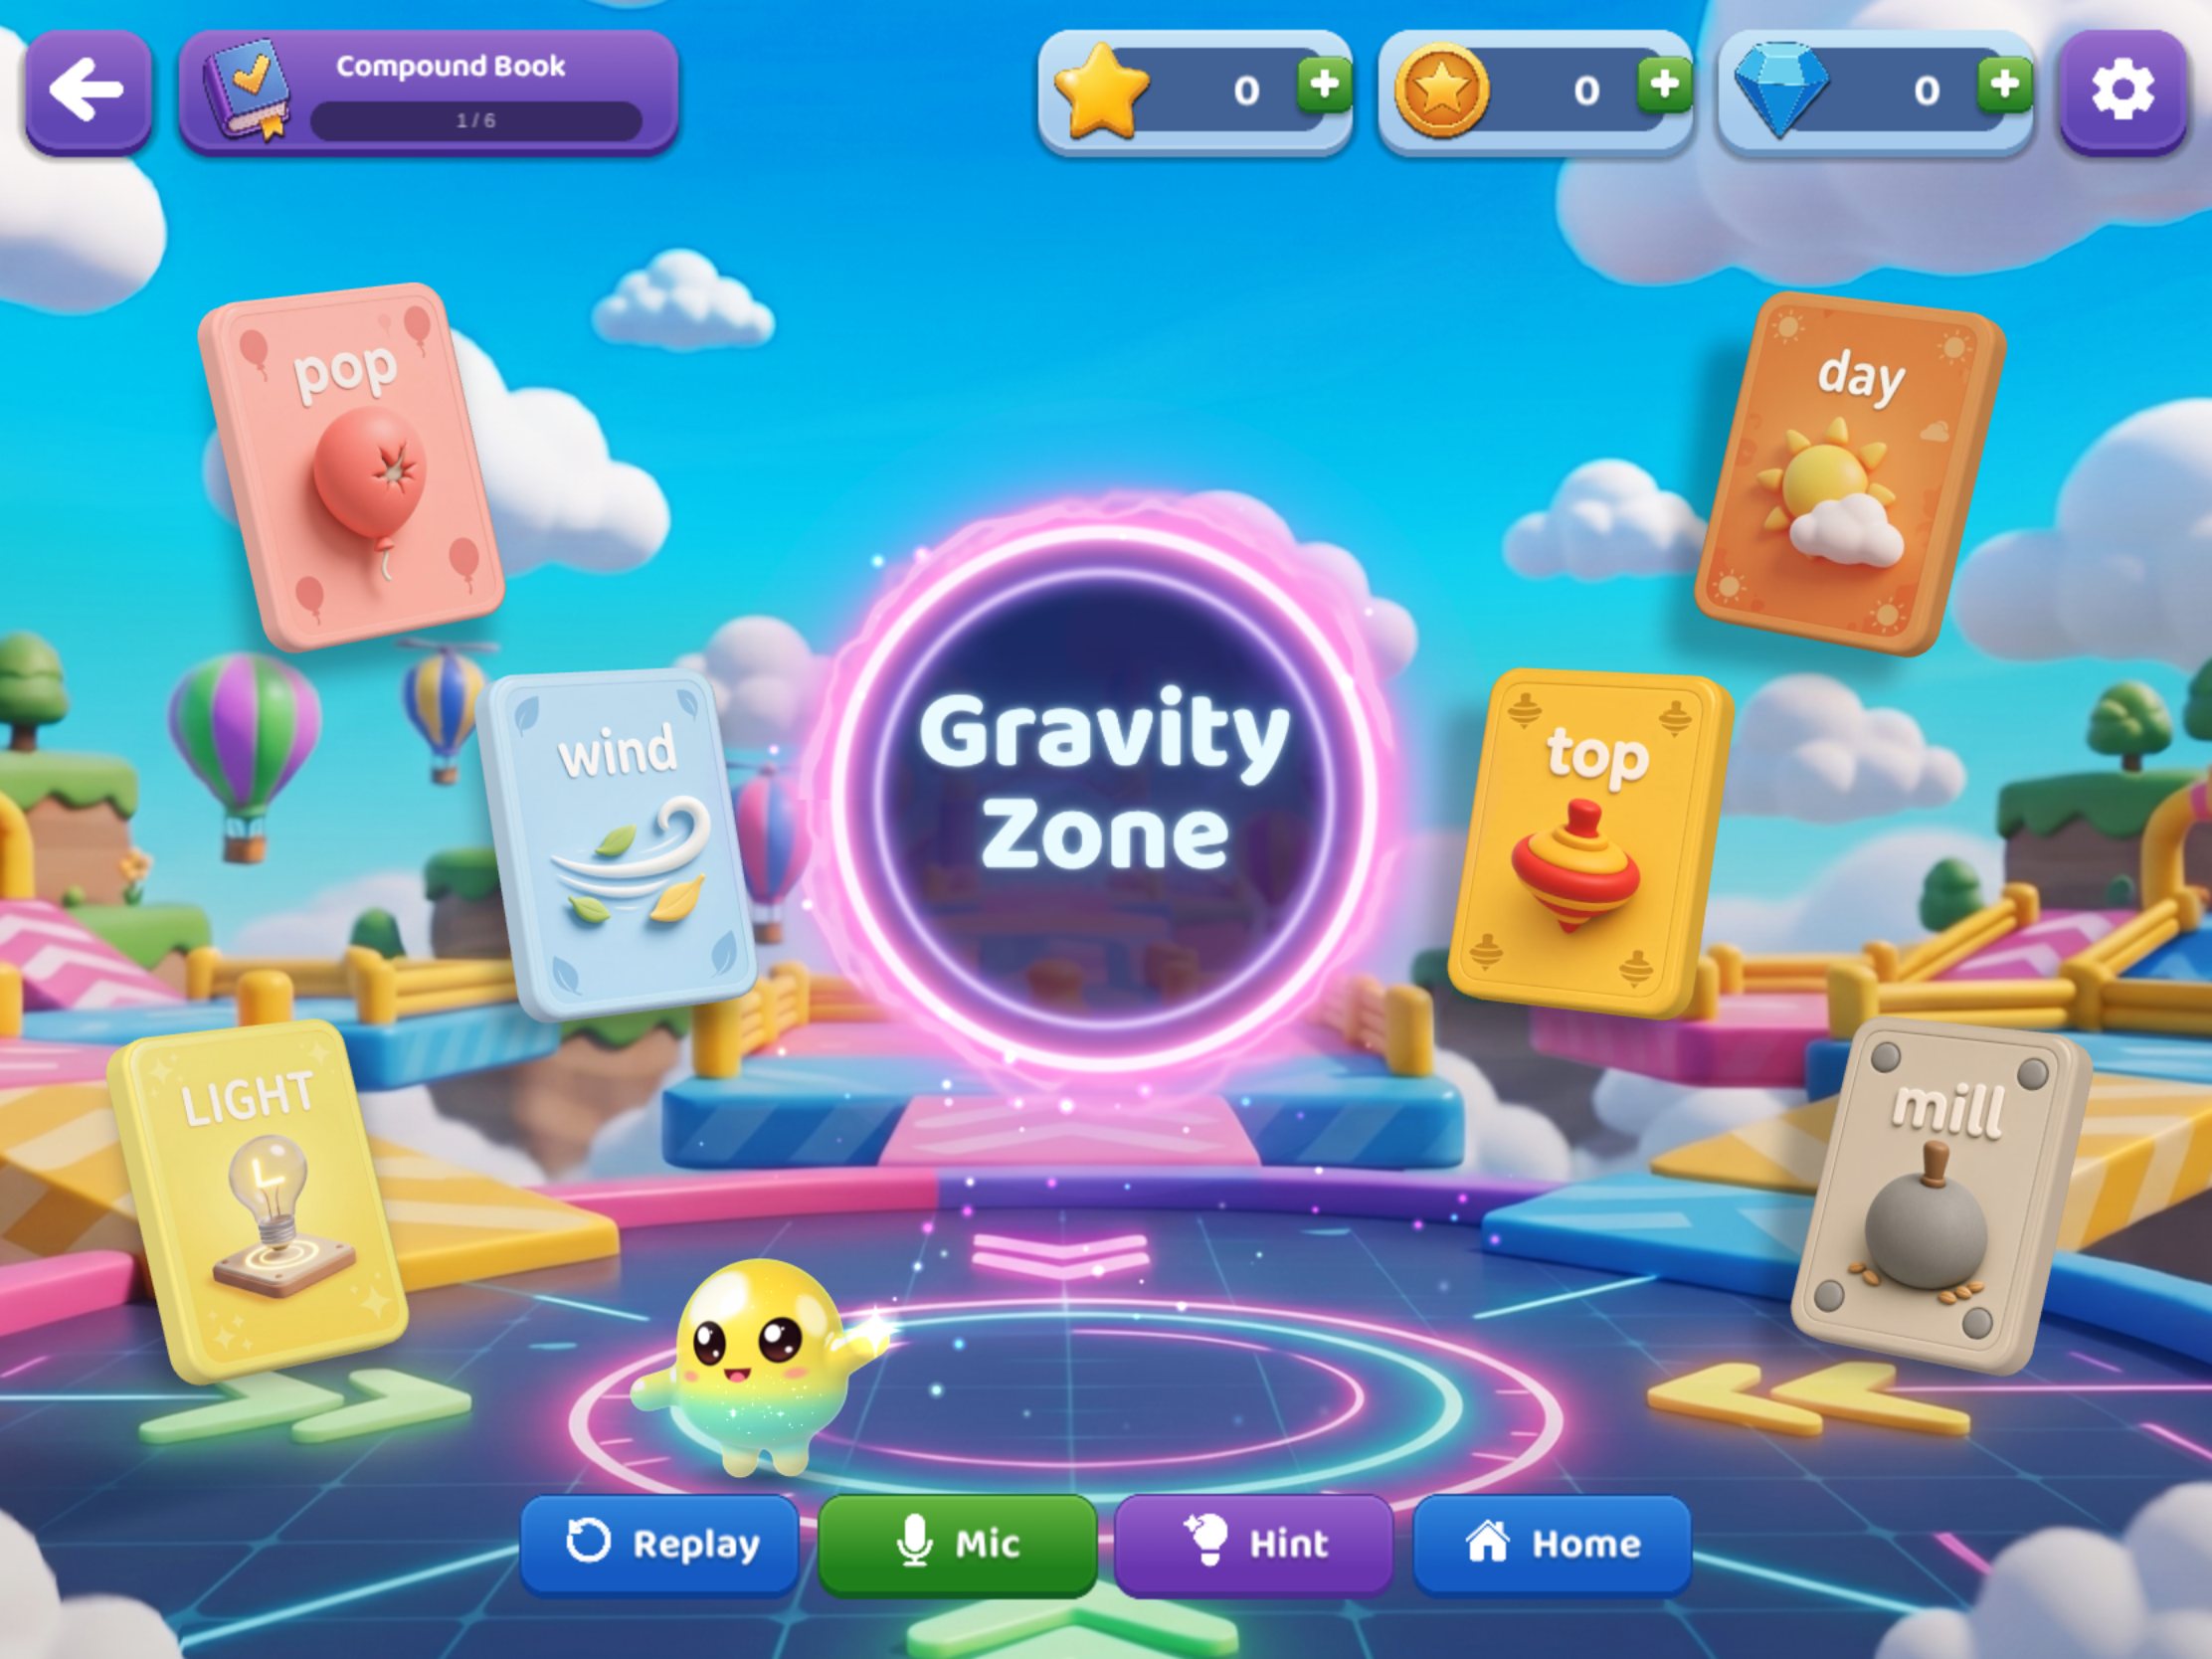 Compound Book
1 / 6
0
0
0
pop
day
wind
Gravity
Zone
top
LIGHT
L
mill
Replay
Mic
Hint
Home